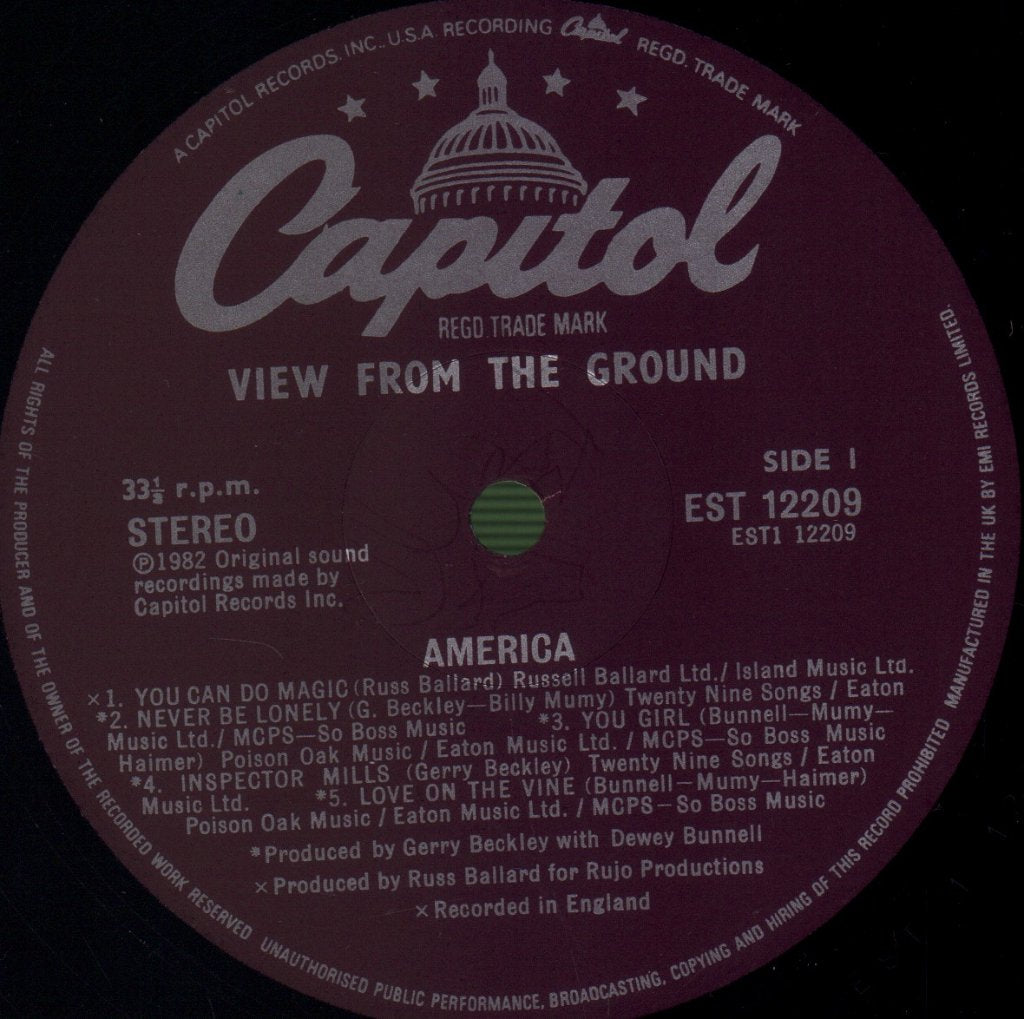 A CAPITOL RECORDS. INC.. U.S.A. RECORDING Capitol REGD. TRADE MARK
Capitol
REGD. TRADE MARK
VIEW FROM THE GROUND
SIDE I
33⅓ r.p.m.
EST 12209
STEREO
EST1 12209
℗1982 Original sound
recordings made by
Capitol Records Inc.
AMERICA
×1. YOU CAN DO MAGIC (Russ Ballard) Russell Ballard Ltd./ Island Music Ltd.
*2. NEVER BE LONELY (G. Beckley—Billy Mumy) Twenty Nine Songs / Eaton
Music Ltd./ MCPS—So Boss Music *3. YOU GIRL (Bunnell—Mumy—
Haimer) Poison Oak Music / Eaton Music Ltd. / MCPS—So Boss Music
*4. INSPECTOR MILLS (Gerry Beckley) Twenty Nine Songs / Eaton
Music Ltd. *5. LOVE ON THE VINE (Bunnell—Mumy—Haimer)
Poison Oak Music / Eaton Music Ltd. / MCPS—So Boss Music
*Produced by Gerry Beckley with Dewey Bunnell
×Produced by Russ Ballard for Rujo Productions
×Recorded in England
ALL RIGHTS OF THE PRODUCER AND OF THE OWNER OF THE RECORDED WORK RESERVED UNAUTHORISED PUBLIC PERFORMANCE, BROADCASTING, COPYING AND HIRING OF THIS RECORD PROHIBITED MANUFACTURED IN THE UK BY EMI RECORDS LIMITED.